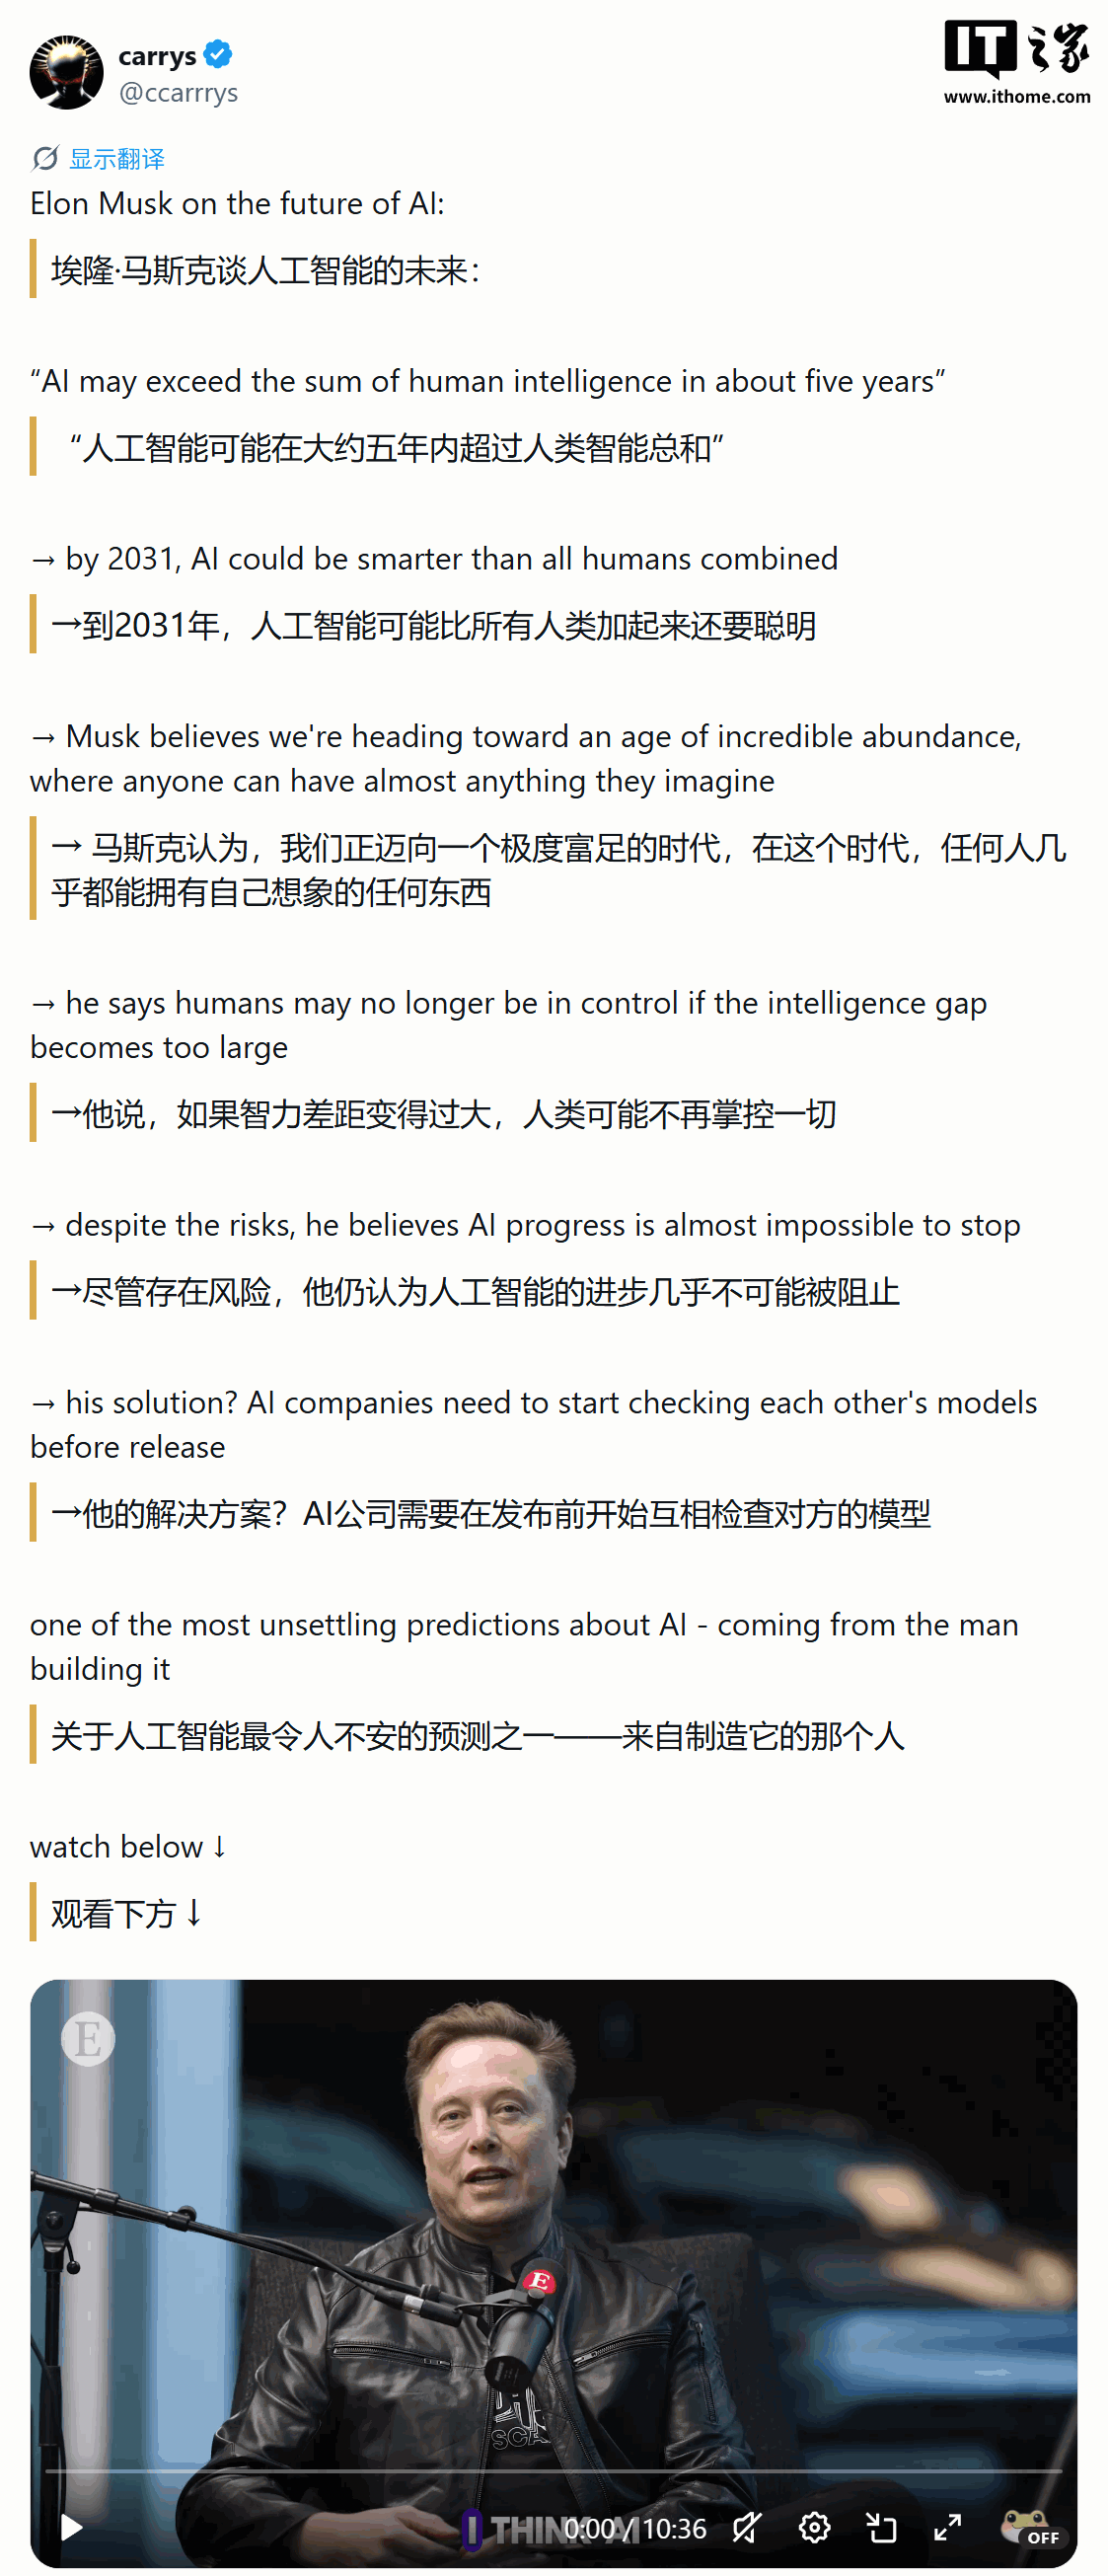 carrys
@ccarrrys
IT之家
www.ithome.com
显示翻译
Elon Musk on the future of AI:
埃隆·马斯克谈人工智能的未来：
“AI may exceed the sum of human intelligence in about five years”
“人工智能可能在大约五年内超过人类智能总和”
→ by 2031, AI could be smarter than all humans combined
→到2031年，人工智能可能比所有人类加起来还要聪明
→ Musk believes we're heading toward an age of incredible abundance,
where anyone can have almost anything they imagine
→ 马斯克认为，我们正迈向一个极度富足的时代，在这个时代，任何人几
乎都能拥有自己想象的任何东西
→ he says humans may no longer be in control if the intelligence gap
becomes too large
→他说，如果智力差距变得过大，人类可能不再掌控一切
→ despite the risks, he believes AI progress is almost impossible to stop
→尽管存在风险，他仍认为人工智能的进步几乎不可能被阻止
→ his solution? AI companies need to start checking each other's models
before release
→他的解决方案？AI公司需要在发布前开始互相检查对方的模型
one of the most unsettling predictions about AI - coming from the man
building it
关于人工智能最令人不安的预测之一——来自制造它的那个人
watch below ↓
观看下方 ↓
E
E
SCA
I THINK AI
0:00 / 10:36
OFF